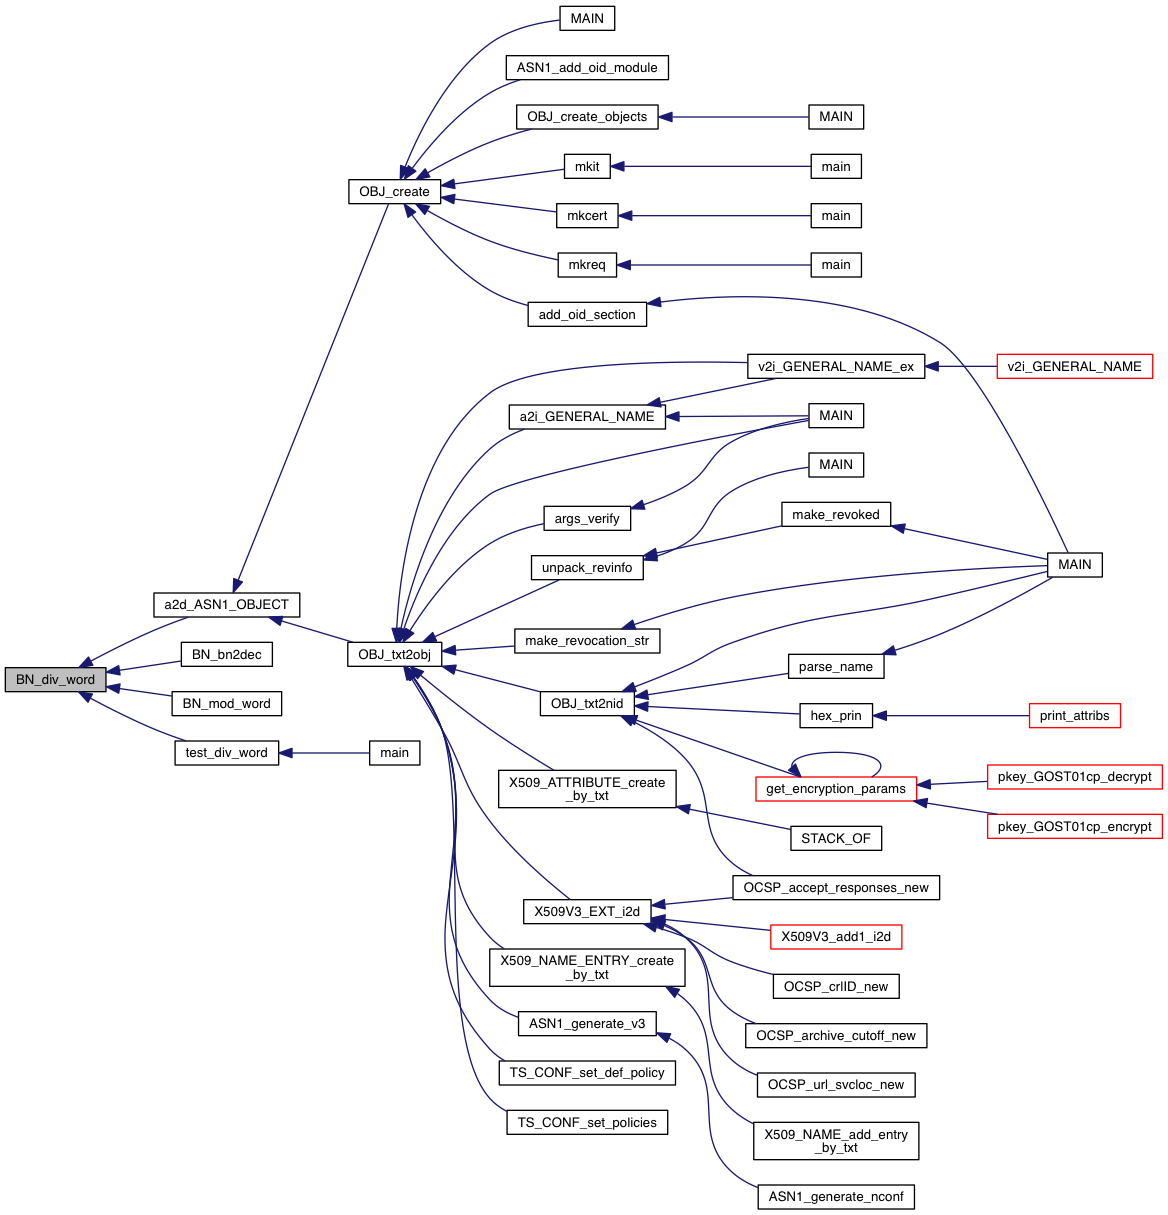 MAIN
ASN1_add_oid_module
OBJ_create_objects
MAIN
mkit
main
OBJ_create
mkcert
main
mkreq
main
add_oid_section
v2i_GENERAL_NAME_ex
v2i_GENERAL_NAME
a2i_GENERAL_NAME
MAIN
MAIN
args_verify
make_revoked
unpack_revinfo
MAIN
a2d_ASN1_OBJECT
make_revocation_str
BN_bn2dec
OBJ_txt2obj
parse_name
BN_div_word
BN_mod_word
OBJ_txt2nid
hex_prin
print_attribs
test_div_word
main
X509_ATTRIBUTE_create
_by_txt
get_encryption_params
pkey_GOST01cp_decrypt
pkey_GOST01cp_encrypt
STACK_OF
OCSP_accept_responses_new
X509V3_EXT_i2d
X509V3_add1_i2d
X509_NAME_ENTRY_create
_by_txt
OCSP_crlID_new
ASN1_generate_v3
OCSP_archive_cutoff_new
TS_CONF_set_def_policy
OCSP_url_svcloc_new
TS_CONF_set_policies
X509_NAME_add_entry
_by_txt
ASN1_generate_nconf